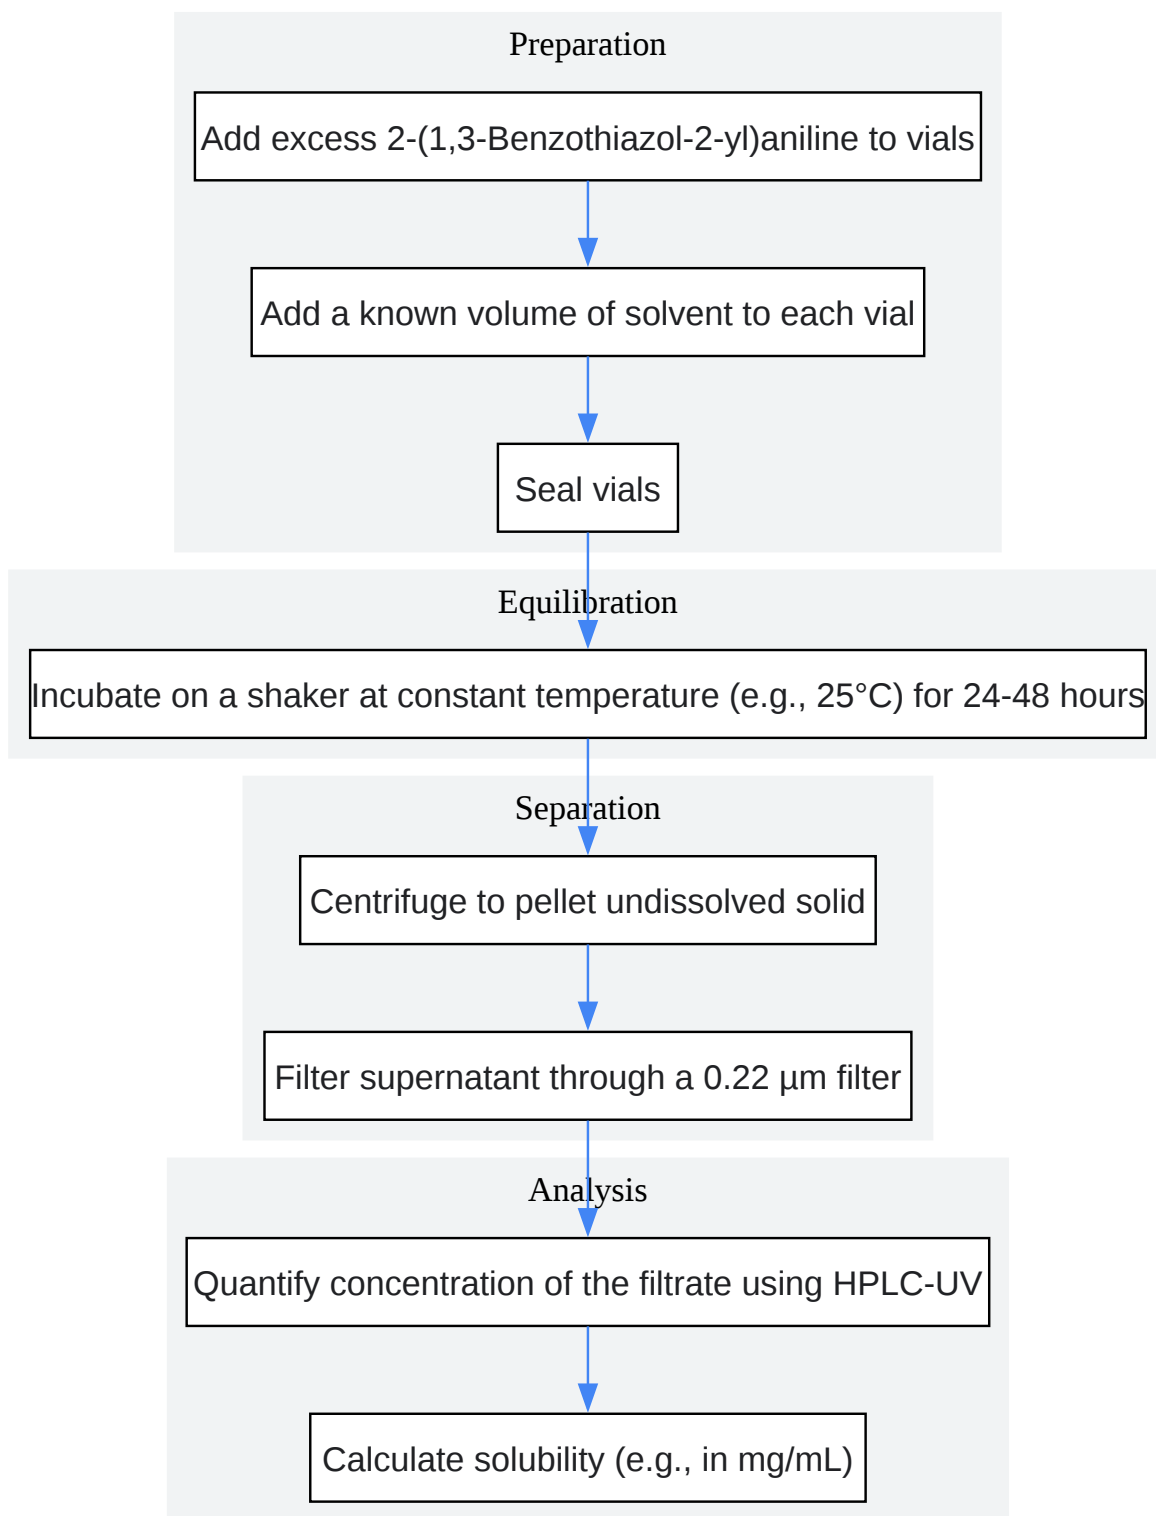 Preparation
Add excess 2-(1,3-Benzothiazol-2-yl)aniline to vials
Add a known volume of solvent to each vial
Seal vials
Equilibration
Incubate on a shaker at constant temperature (e.g., 25°C) for 24-48 hours
Separation
Centrifuge to pellet undissolved solid
Filter supernatant through a 0.22 µm filter
Analysis
Quantify concentration of the filtrate using HPLC-UV
Calculate solubility (e.g., in mg/mL)